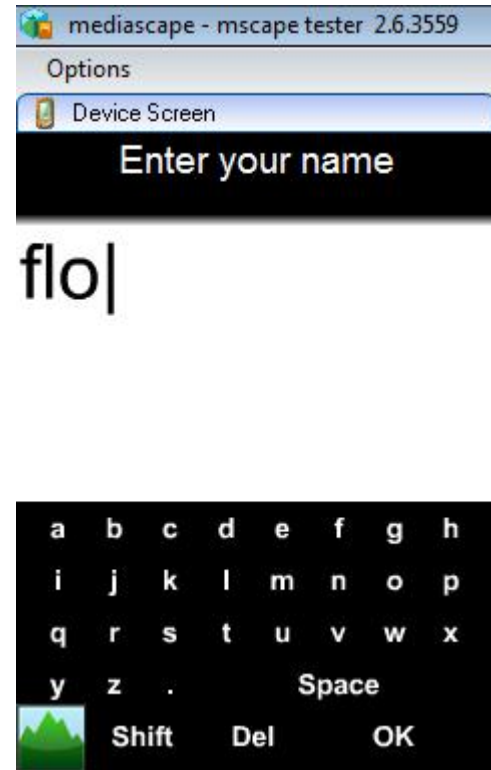 mediascape - mscape tester 2.6.3559
Options
Device Screen
Enter your name
flo
a b c d e f g h
i j k l m n o p
q r s t u v w x
y z . Space
Shift Del OK